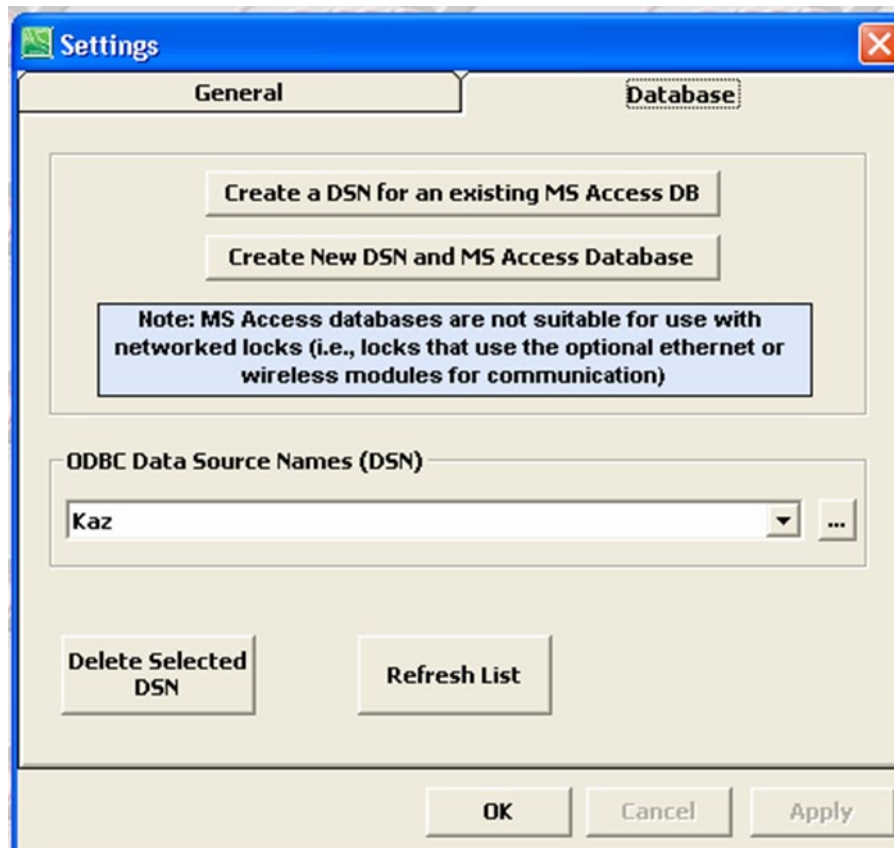 Settings
General
Database
Create a DSN for an existing MS Access DB
Create New DSN and MS Access Database
Note: MS Access databases are not suitable for use with
networked locks (i.e., locks that use the optional ethernet or
wireless modules for communication)
ODBC Data Source Names (DSN)
Kaz
...
Delete Selected
DSN
Refresh List
OK
Cancel
Apply